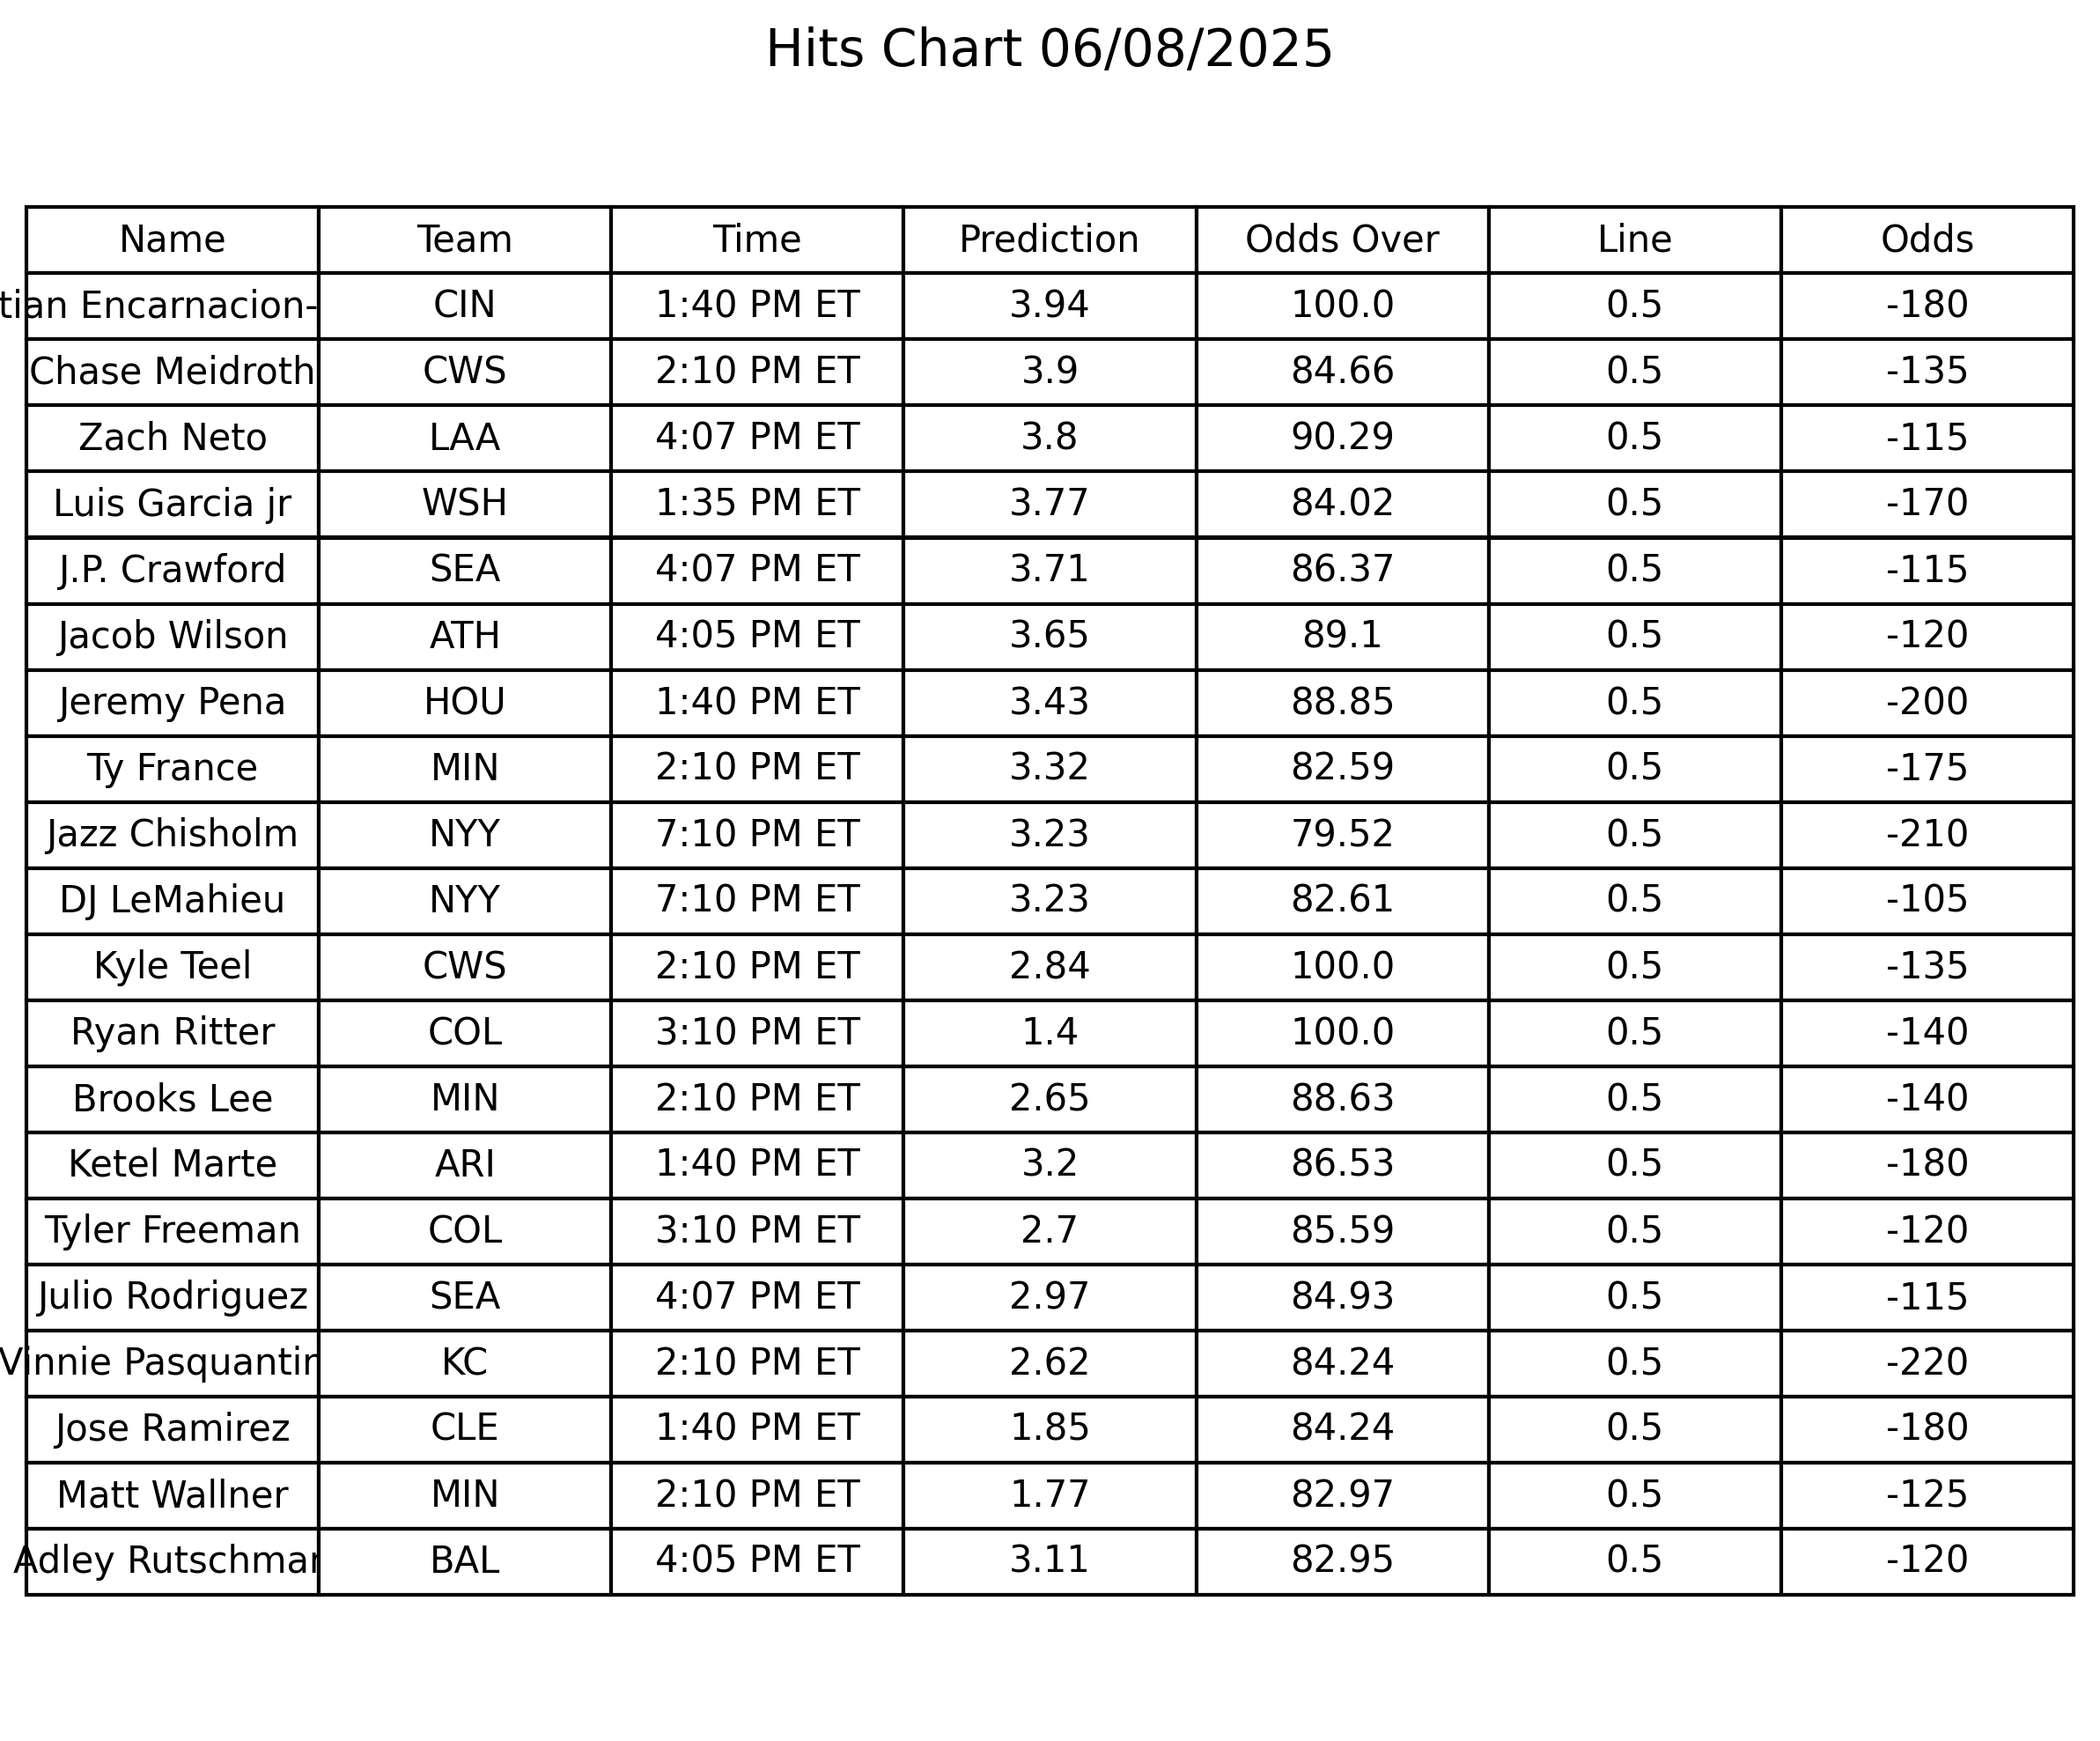 Hits Chart 06/08/2025
Name Team Time Prediction Odds Over Line Odds
tian Encarnacion- CIN 1:40 PM ET 3.94 100.0 0.5 -180
Chase Meidroth CWS 2:10 PM ET 3.9 84.66 0.5 -135
Zach Neto LAA 4:07 PM ET 3.8 90.29 0.5 -115
Luis Garcia jr WSH 1:35 PM ET 3.77 84.02 0.5 -170
J.P. Crawford SEA 4:07 PM ET 3.71 86.37 0.5 -115
Jacob Wilson ATH 4:05 PM ET 3.65 89.1 0.5 -120
Jeremy Pena HOU 1:40 PM ET 3.43 88.85 0.5 -200
Ty France MIN 2:10 PM ET 3.32 82.59 0.5 -175
Jazz Chisholm NYY 7:10 PM ET 3.23 79.52 0.5 -210
DJ LeMahieu NYY 7:10 PM ET 3.23 82.61 0.5 -105
Kyle Teel CWS 2:10 PM ET 2.84 100.0 0.5 -135
Ryan Ritter COL 3:10 PM ET 1.4 100.0 0.5 -140
Brooks Lee MIN 2:10 PM ET 2.65 88.63 0.5 -140
Ketel Marte ARI 1:40 PM ET 3.2 86.53 0.5 -180
Tyler Freeman COL 3:10 PM ET 2.7 85.59 0.5 -120
Julio Rodriguez SEA 4:07 PM ET 2.97 84.93 0.5 -115
Vinnie Pasquantin KC 2:10 PM ET 2.62 84.24 0.5 -220
Jose Ramirez CLE 1:40 PM ET 1.85 84.24 0.5 -180
Matt Wallner MIN 2:10 PM ET 1.77 82.97 0.5 -125
Adley Rutschman BAL 4:05 PM ET 3.11 82.95 0.5 -120